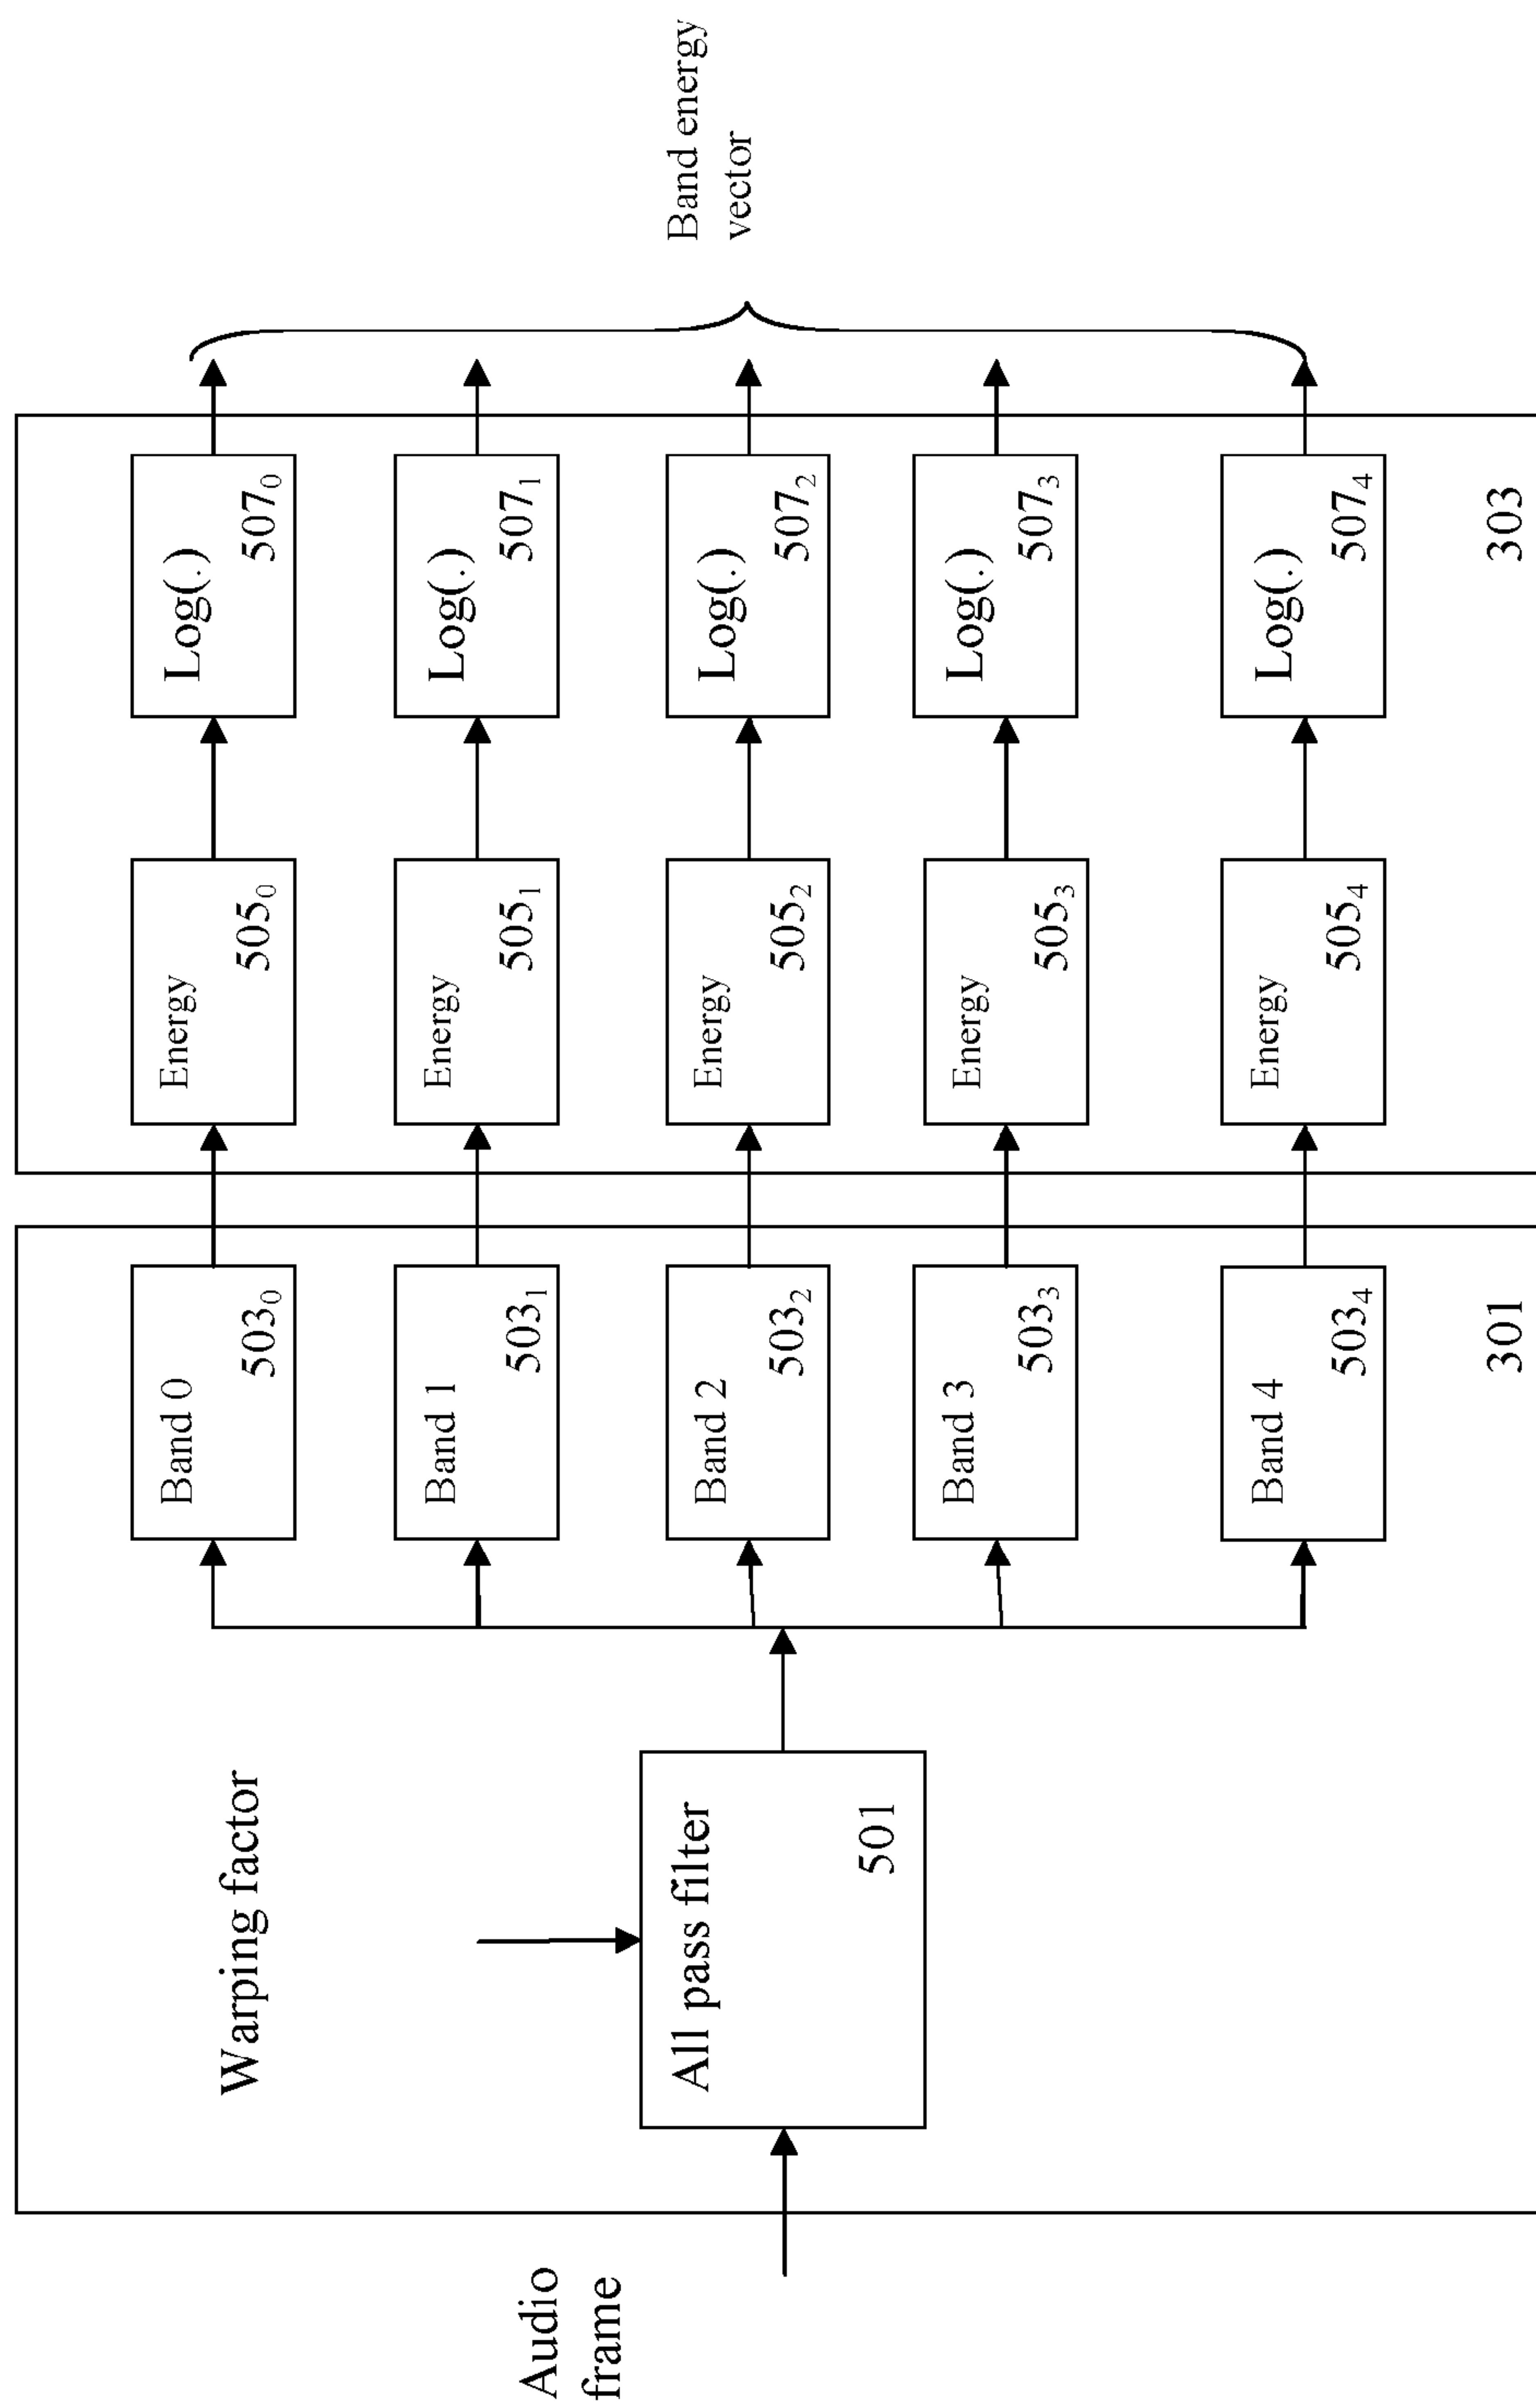 Audio
frame
Warping factor
All pass filter
501
Band 0
503₀
Energy
505₀
Log(.)
507₀
Band 1
503₁
Energy
505₁
Log(.)
507₁
Band 2
503₂
Energy
505₂
Log(.)
507₂
Band 3
503₃
Energy
505₃
Log(.)
507₃
Band 4
503₄
Energy
505₄
Log(.)
507₄
Band energy
vector
301
303